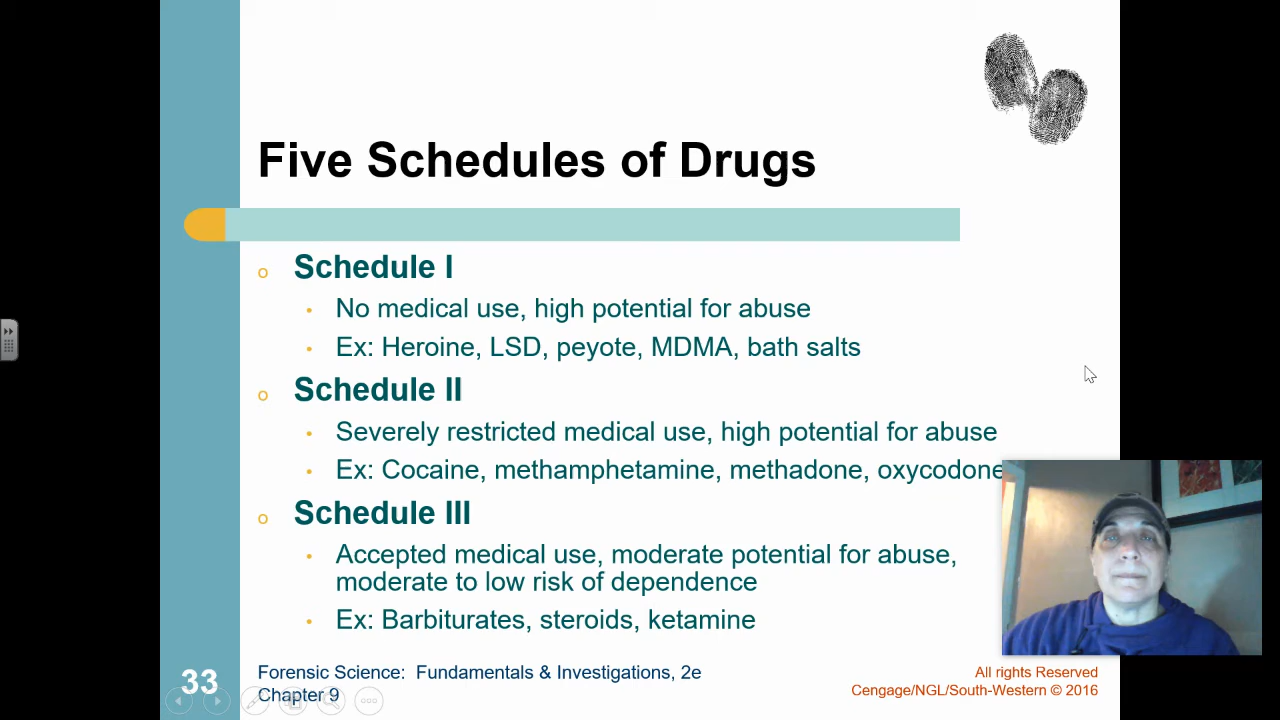 Five Schedules of Drugs
Schedule I
No medical use, high potential for abuse
Ex: Heroine, LSD, peyote, MDMA, bath salts
Schedule II
Severely restricted medical use, high potential for abuse
Ex: Cocaine, methamphetamine, methadone, oxycodone
Schedule III
Accepted medical use, moderate potential for abuse,
moderate to low risk of dependence
Ex: Barbiturates, steroids, ketamine
33
Forensic Science: Fundamentals & Investigations, 2e
Chapter 9
All rights Reserved
Cengage/NGL/South-Western © 2016